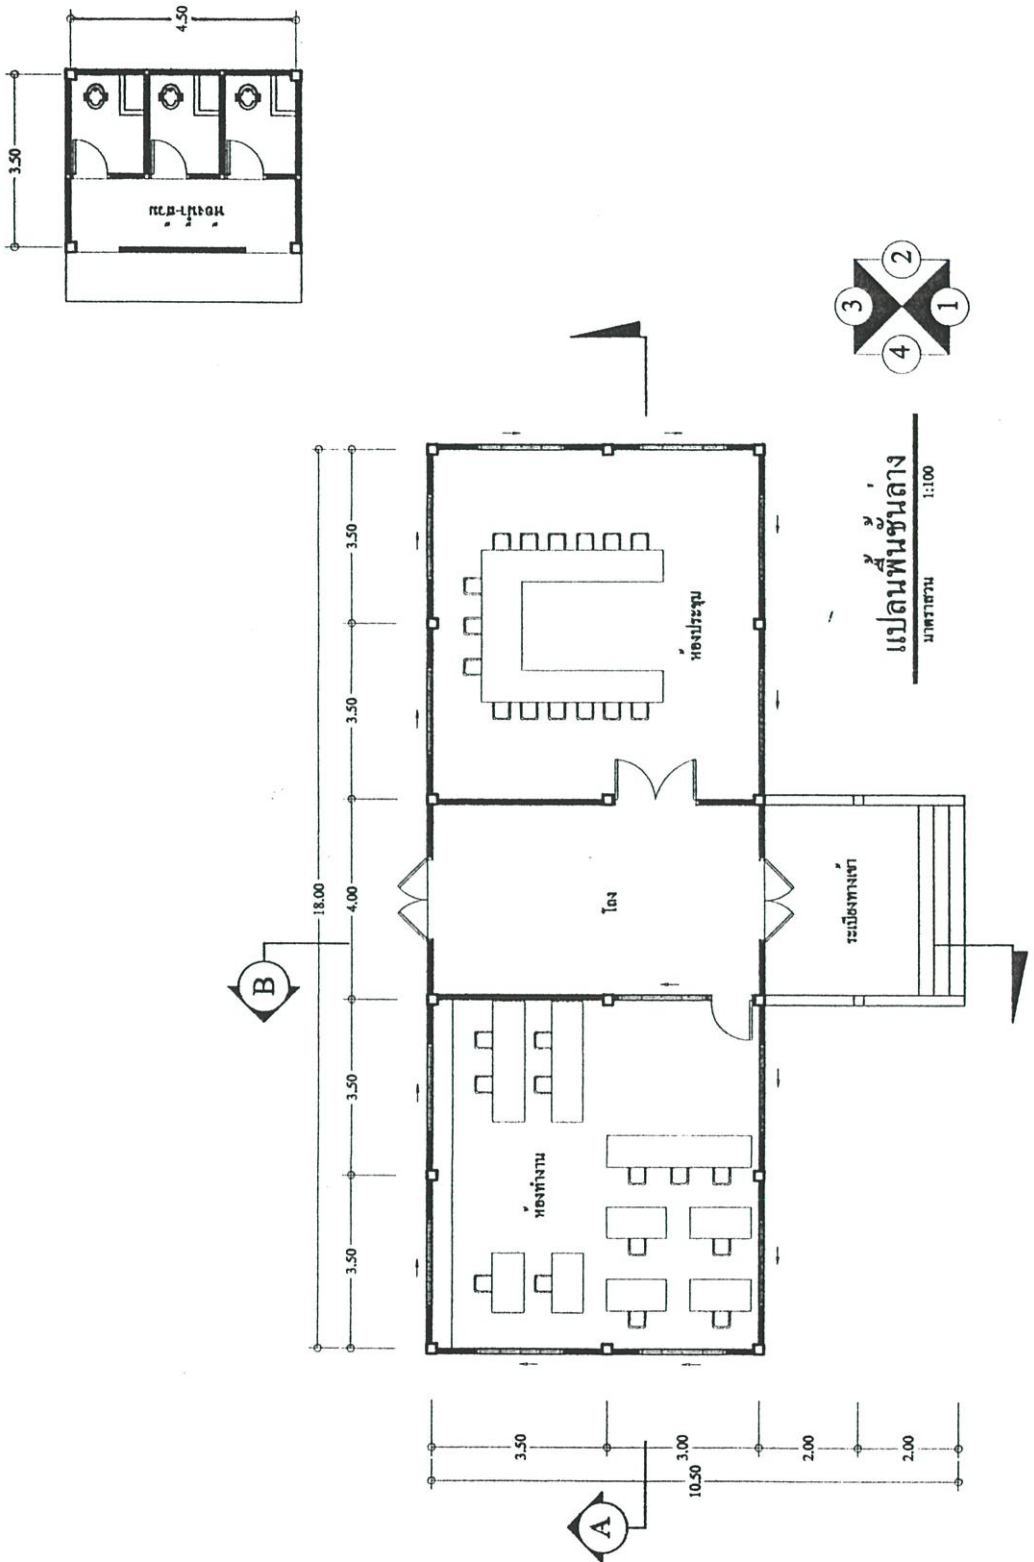 4.50
3.50
ห้องน้ำ-ส้วม
3
2
4
1
แปลนพื้นชั้นล่าง
มาตราส่วน 1:100
18.00
3.50
3.50
4.00
3.50
3.50
B
ห้องทำงาน
โถง
ห้องประชุม
ระเบียงทางเข้า
3.50
3.00
2.00
2.00
10.50
A